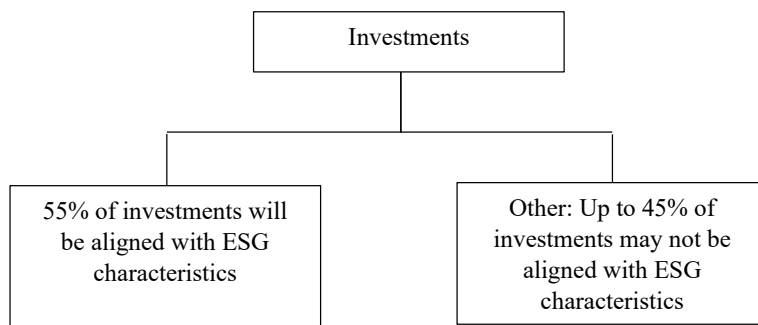 Investments
55% of investments will
be aligned with ESG
characteristics
Other: Up to 45% of
investments may not be
aligned with ESG
characteristics